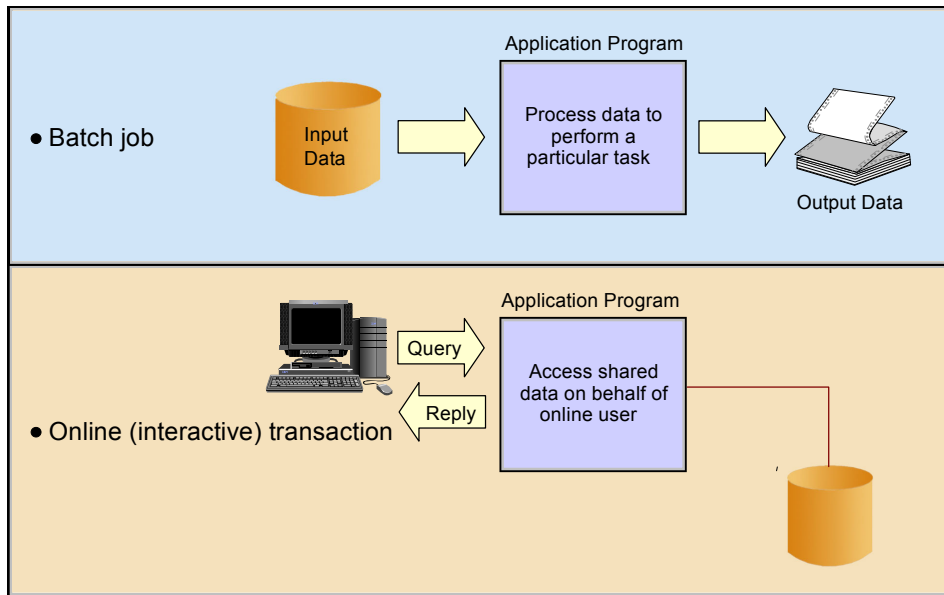 Application Program
● Batch job
Input
Data
Process data to
perform a
particular task
Output Data
Application Program
Query
Reply
Access shared
data on behalf of
online user
● Online (interactive) transaction
,